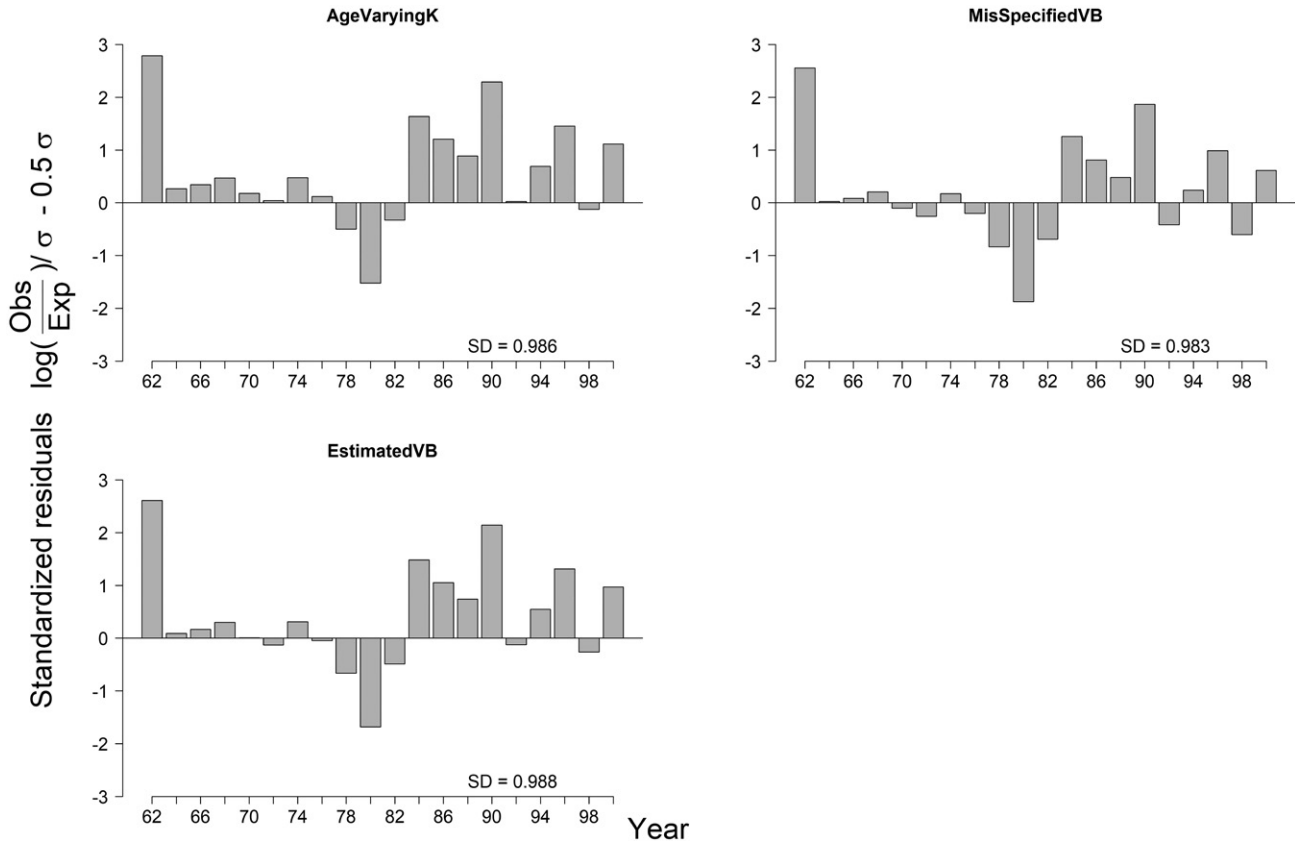 AgeVaryingK
3
2
1
0
-1
-2
-3
SD = 0.986
62 66 70 74 78 82 86 90 94 98
MisSpecifiedVB
3
2
1
0
-1
-2
-3
SD = 0.983
62 66 70 74 78 82 86 90 94 98
EstimatedVB
3
2
1
0
-1
-2
-3
SD = 0.988
62 66 70 74 78 82 86 90 94 98
Standardized residuals log(Obs/Exp)/ σ - 0.5 σ
Year